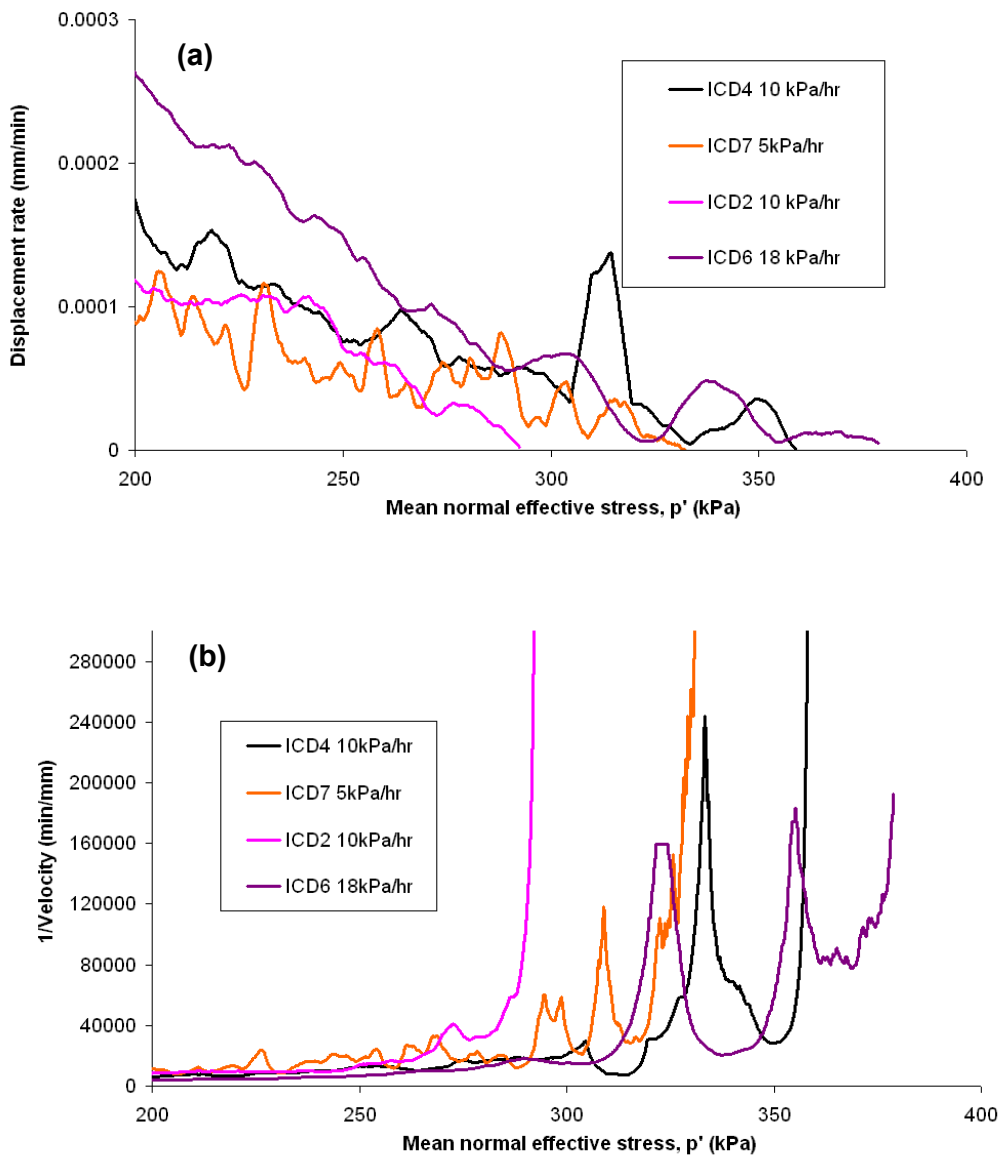 0.0003
(a)
ICD4 10 kPa/hr
ICD7 5kPa/hr
ICD2 10 kPa/hr
ICD6 18 kPa/hr
0.0002
0.0001
0
Displacement rate (mm/min)
200 250 300 350 400
Mean normal effective stress, p' (kPa)
280000
(b)
240000
ICD4 10kPa/hr
ICD7 5kPa/hr
ICD2 10kPa/hr
ICD6 18kPa/hr
200000
160000
120000
80000
40000
0
1/Velocity (min/mm)
200 250 300 350 400
Mean normal effective stress, p' (kPa)